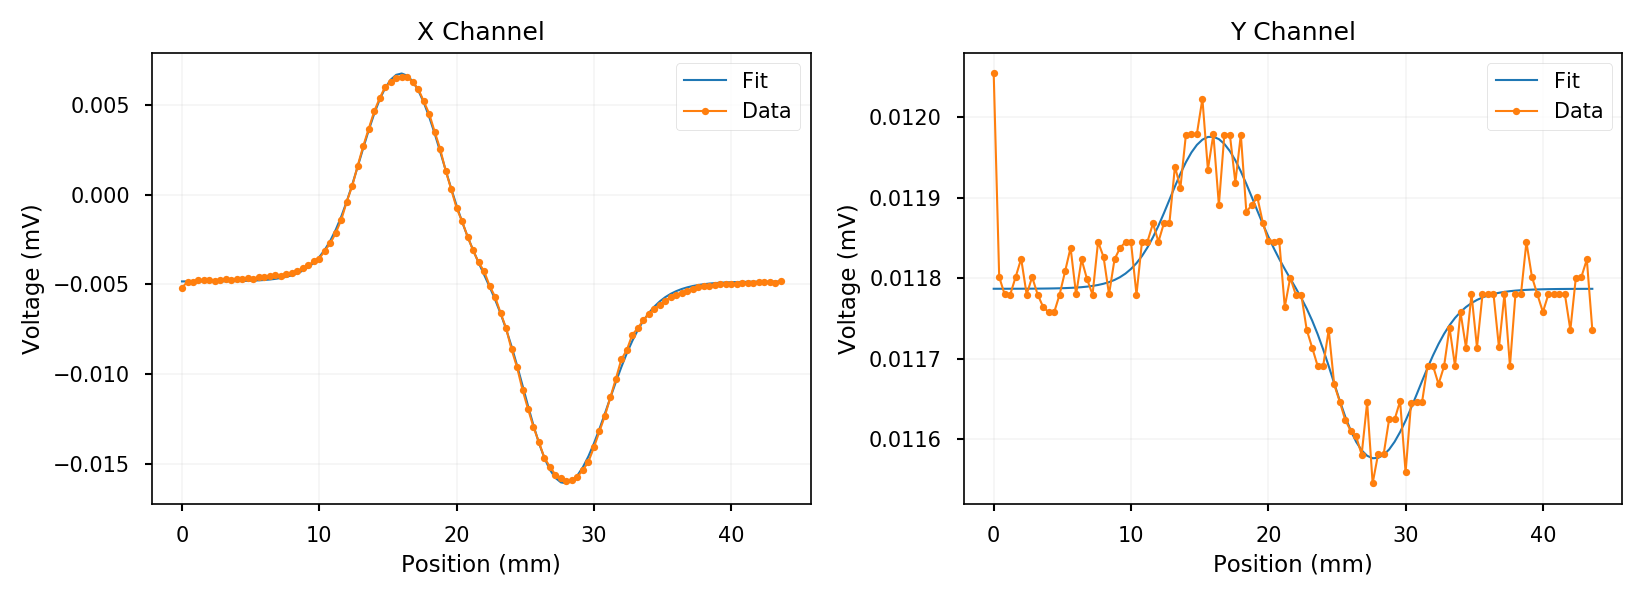 X Channel
Fit
Data
0.005
0.000
−0.005
−0.010
−0.015
Voltage (mV)
0
10
20
30
40
Position (mm)
Y Channel
Fit
Data
0.0120
0.0119
0.0118
0.0117
0.0116
Voltage (mV)
0
10
20
30
40
Position (mm)